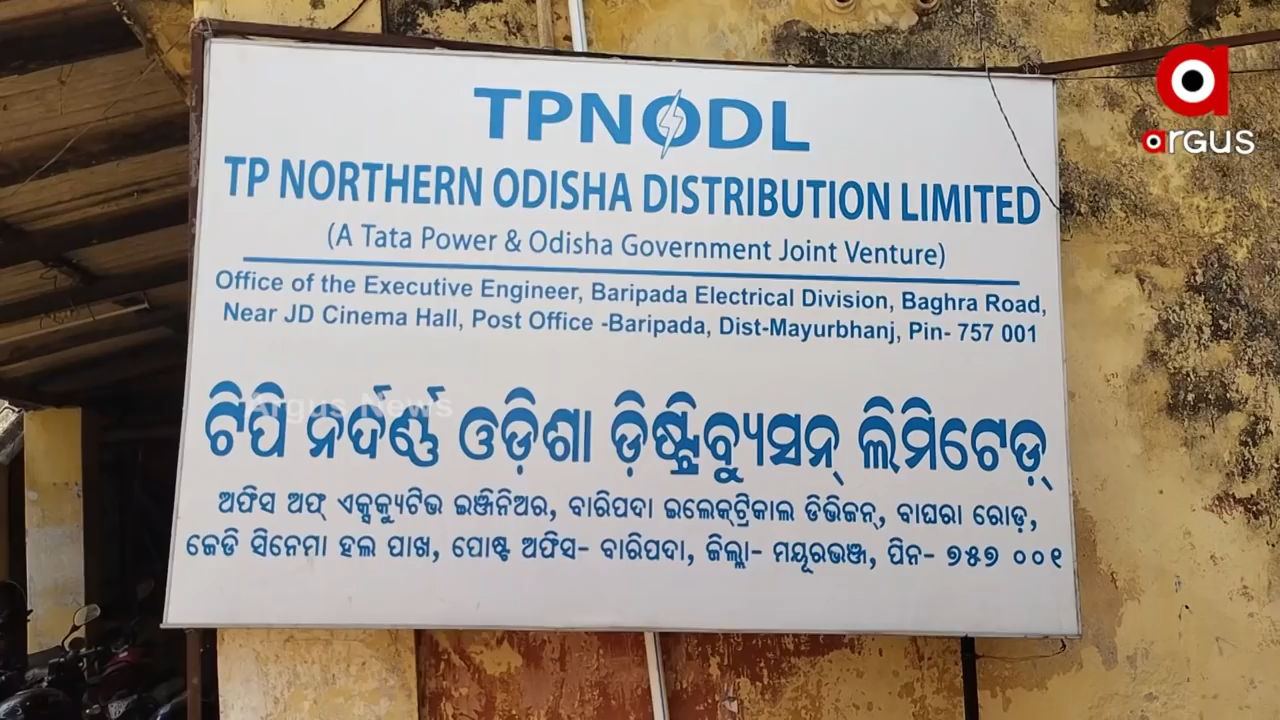 TPNODL
TP NORTHERN ODISHA DISTRIBUTION LIMITED
(A Tata Power & Odisha Government Joint Venture)
Office of the Executive Engineer, Baripada Electrical Division, Baghra Road,
Near JD Cinema Hall, Post Office -Baripada, Dist-Mayurbhanj, Pin- 757 001
ଟିପି ନର୍ଦର୍ଣ୍ଣ ଓଡ଼ିଶା ଡ଼ିଷ୍ଟ୍ରିବ୍ୟୁସନ୍ ଲିମିଟେଡ଼୍
ଅଫିସ ଅଫ୍ ଏକ୍ସକ୍ୟୁଟିଭ ଇଞ୍ଜିନିଅର, ବାରିପଦା ଇଲେକ୍ଟ୍ରିକାଲ ଡିଭିଜନ୍, ବାଘରା ରୋଡ଼,
ଜେଡି ସିନେମା ହଲ ପାଖ, ପୋଷ୍ଟ ଅଫିସ- ବାରିପଦା, ଜିଲ୍ଲା- ମୟୂରଭଞ୍ଜ, ପିନ- ୭୫୭ ୦୦୧
Argus News
argus